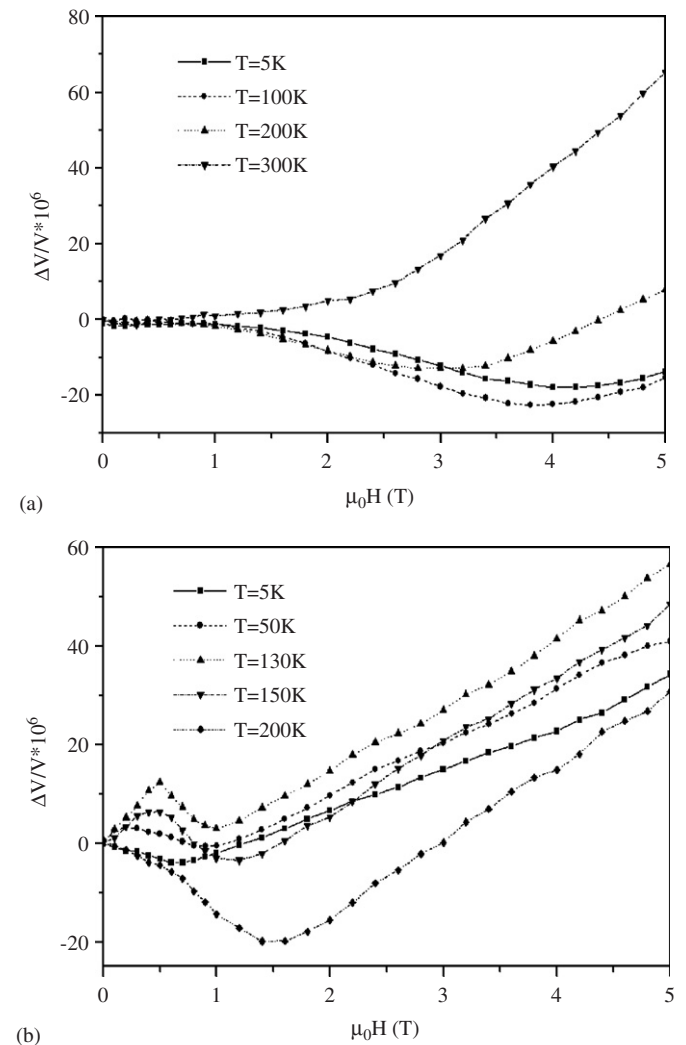 80
60
40
20
0
-20
ΔV/V*10⁶
T=5K
T=100K
T=200K
T=300K
0 1 2 3 4 5
μ₀H (T)
(a)
60
40
20
0
-20
ΔV/V*10⁶
T=5K
T=50K
T=130K
T=150K
T=200K
0 1 2 3 4 5
μ₀H (T)
(b)